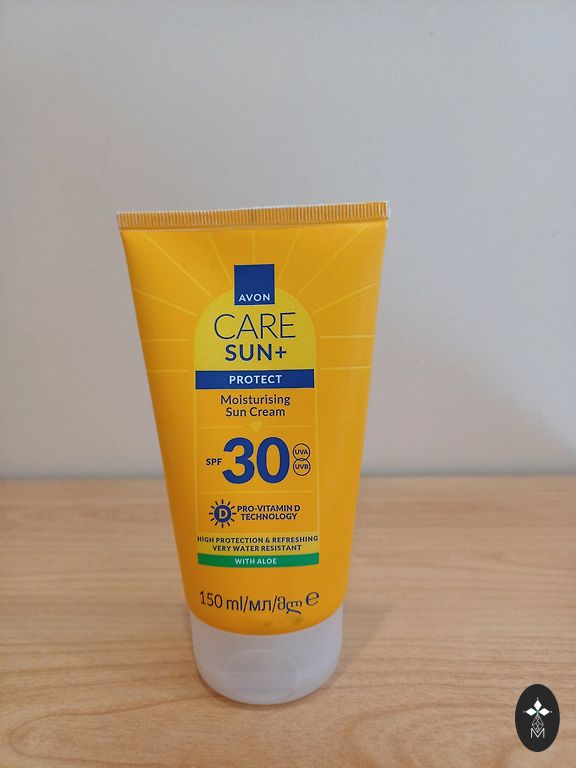 AVON
CARE
SUN+
PROTECT
Moisturising
Sun Cream
SPF 30 UVA UVB
D PRO-VITAMIN D
TECHNOLOGY
HIGH PROTECTION & REFRESHING
VERY WATER RESISTANT
WITH ALOE
150 ml/мл/მლ ℮
M